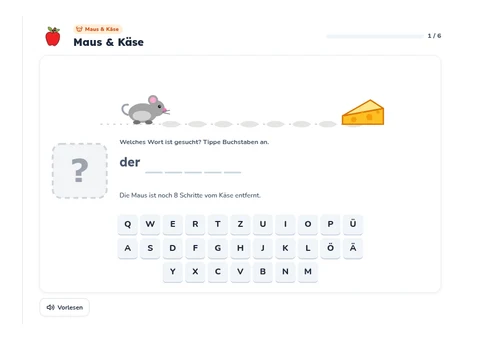 Maus & Käse
Maus & Käse
1 / 6
Welches Wort ist gesucht? Tippe Buchstaben an.
?
der _ _ _ _ _
Die Maus ist noch 8 Schritte vom Käse entfernt.
Q W E R T Z U I O P Ü
A S D F G H J K L Ö Ä
Y X C V B N M
Vorlesen